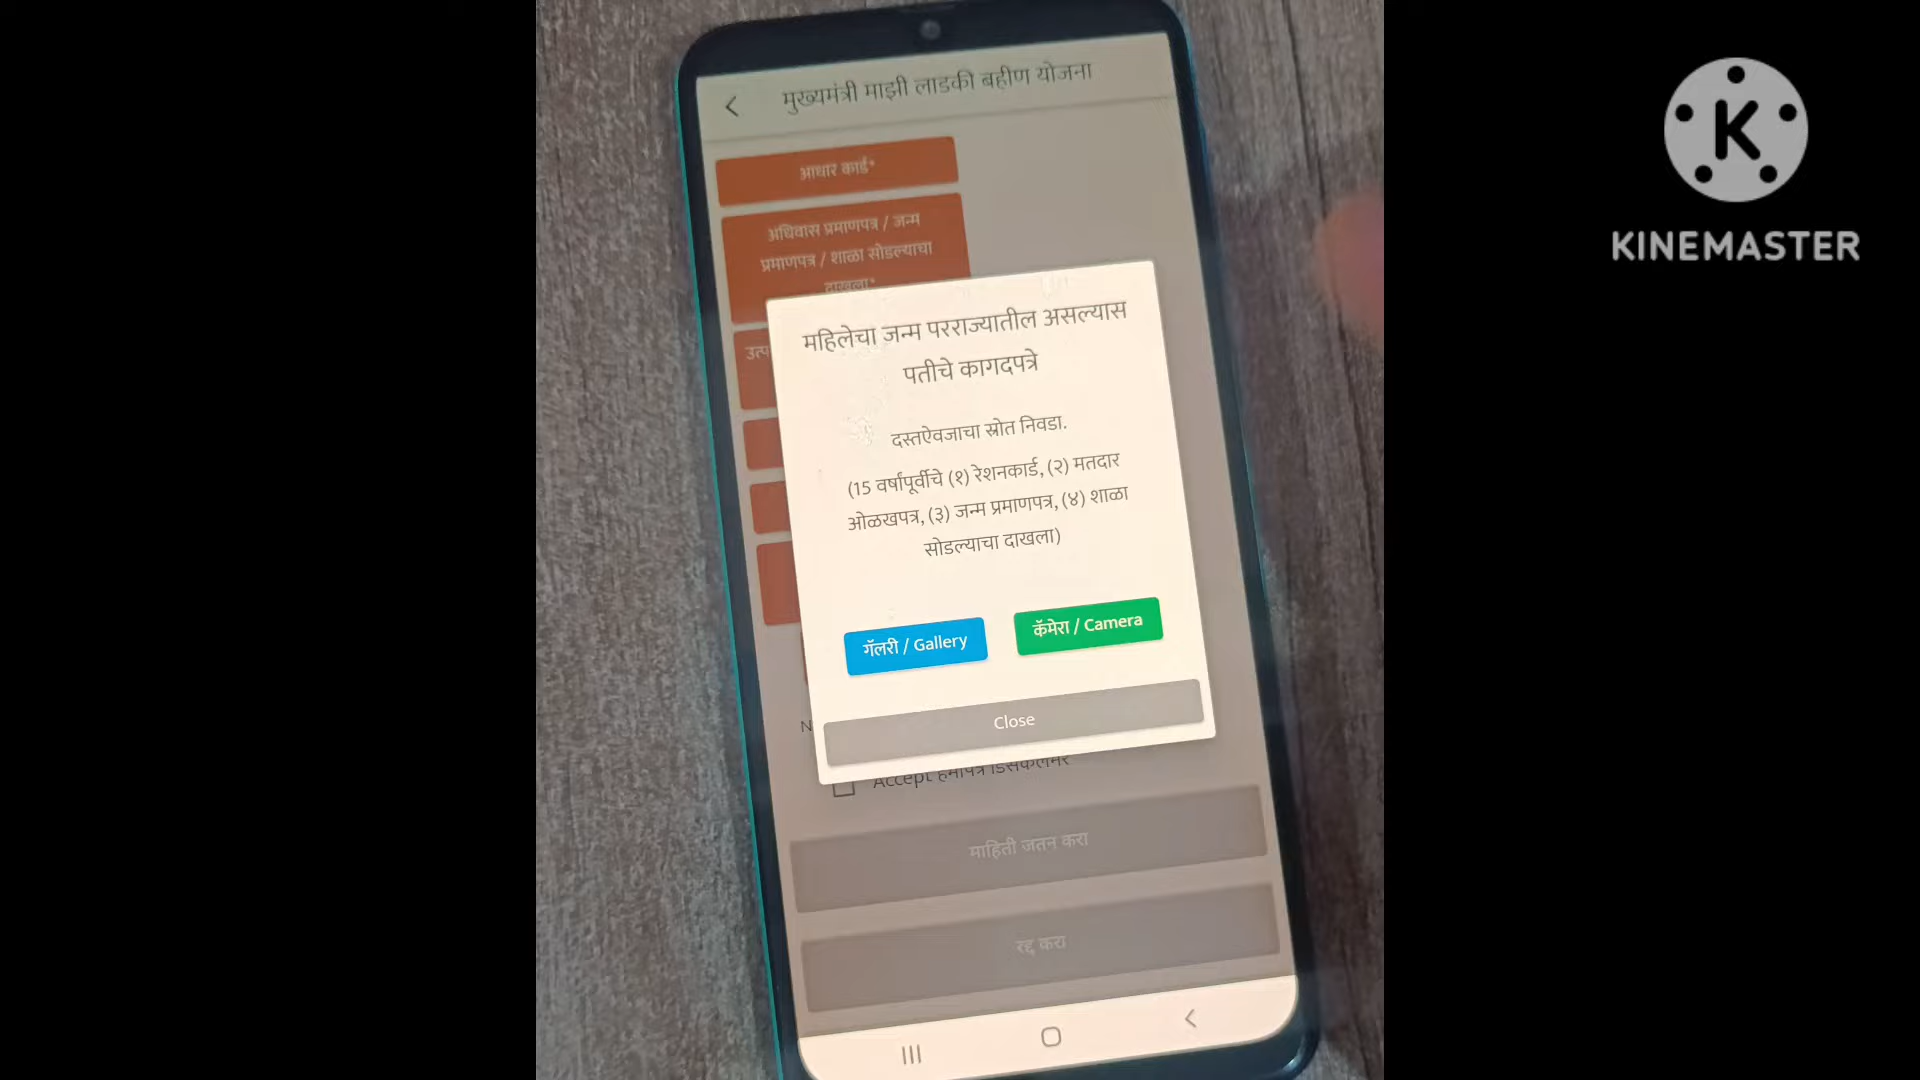 मुख्यमंत्री माझी लाडकी बहीण योजना
आधार कार्ड*
अधिवास प्रमाणपत्र / जन्म
प्रमाणपत्र / शाळा सोडल्याचा
दाखला*
महिलेचा जन्म परराज्यातील असल्यास
पतीचे कागदपत्रे
दस्तऐवजाचा स्रोत निवडा.
(15 वर्षांपूर्वीचे (१) रेशनकार्ड, (२) मतदार
ओळखपत्र, (३) जन्म प्रमाणपत्र, (४) शाळा
सोडल्याचा दाखला)
गॅलरी / Gallery
कॅमेरा / Camera
Close
Accept हमीपत्र डिसक्लेमर
माहिती जतन करा
रद्द करा
K
KINEMASTER